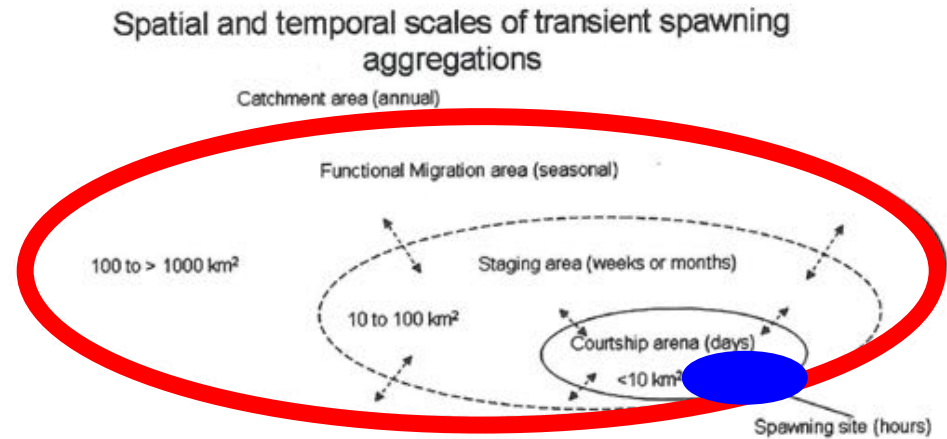 Spatial and temporal scales of transient spawning
aggregations
Catchment area (annual)
Functional Migration area (seasonal)
100 to > 1000 km²
Staging area (weeks or months)
10 to 100 km²
Courtship arena (days)
<10 km²
Spawning site (hours)